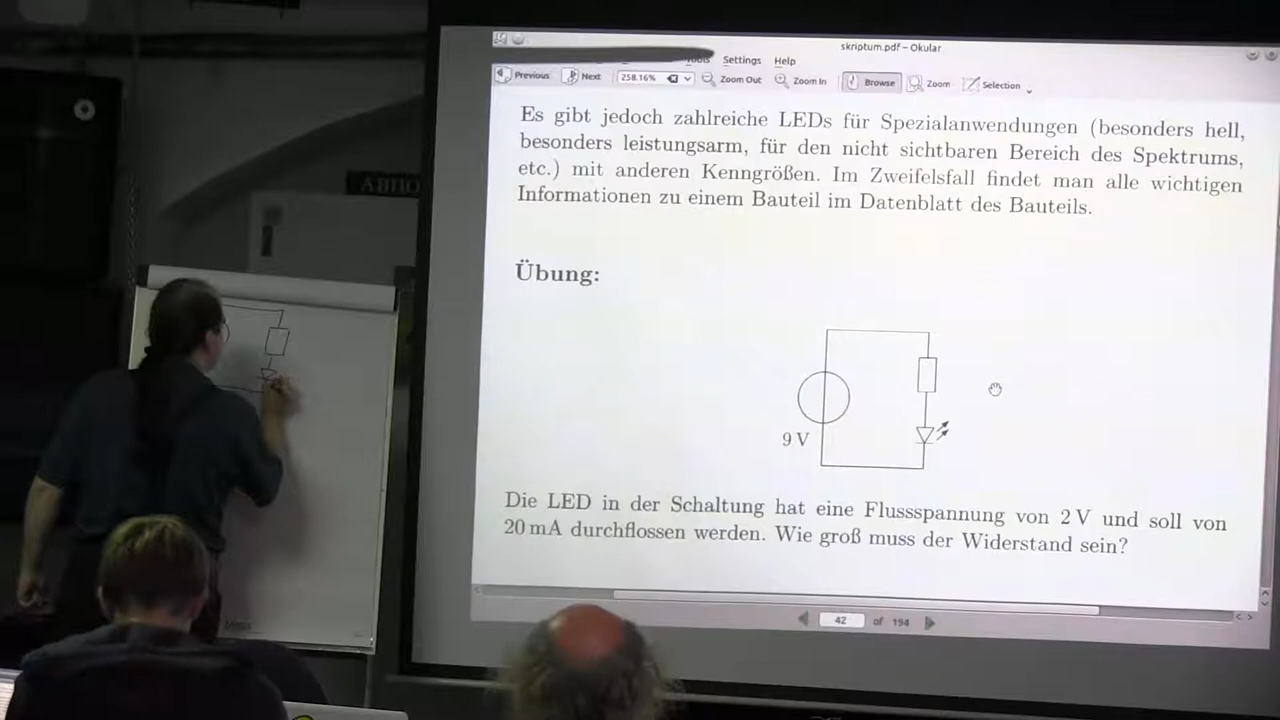 skriptum.pdf – Okular
Tools Settings Help
Previous Next 258.16% Zoom Out Zoom In Browse Zoom Selection
Es gibt jedoch zahlreiche LEDs für Spezialanwendungen (besonders hell,
besonders leistungsarm, für den nicht sichtbaren Bereich des Spektrums,
etc.) mit anderen Kenngrößen. Im Zweifelsfall findet man alle wichtigen
Informationen zu einem Bauteil im Datenblatt des Bauteils.
Übung:
9 V
Die LED in der Schaltung hat eine Flussspannung von 2 V und soll von
20 mA durchflossen werden. Wie groß muss der Widerstand sein?
42 of 194